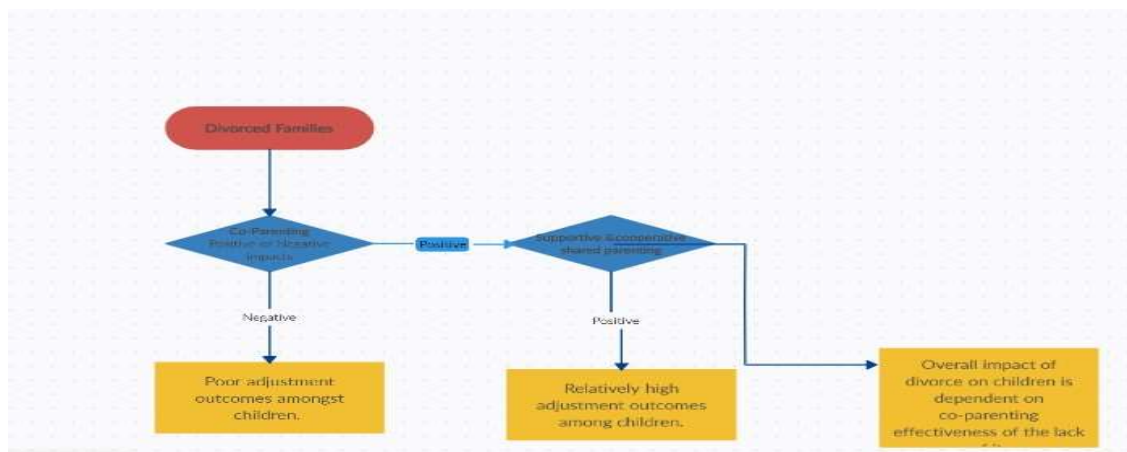 Divorced Families
Co-Parenting
Positive or Negative
impacts
Positive
Supportive &cooperative
shared parenting
Negative
Positive
Poor adjustment
outcomes amongst
children.
Relatively high
adjustment outcomes
among children.
Overall impact of
divorce on children is
dependent on
co-parenting
effectiveness of the lack